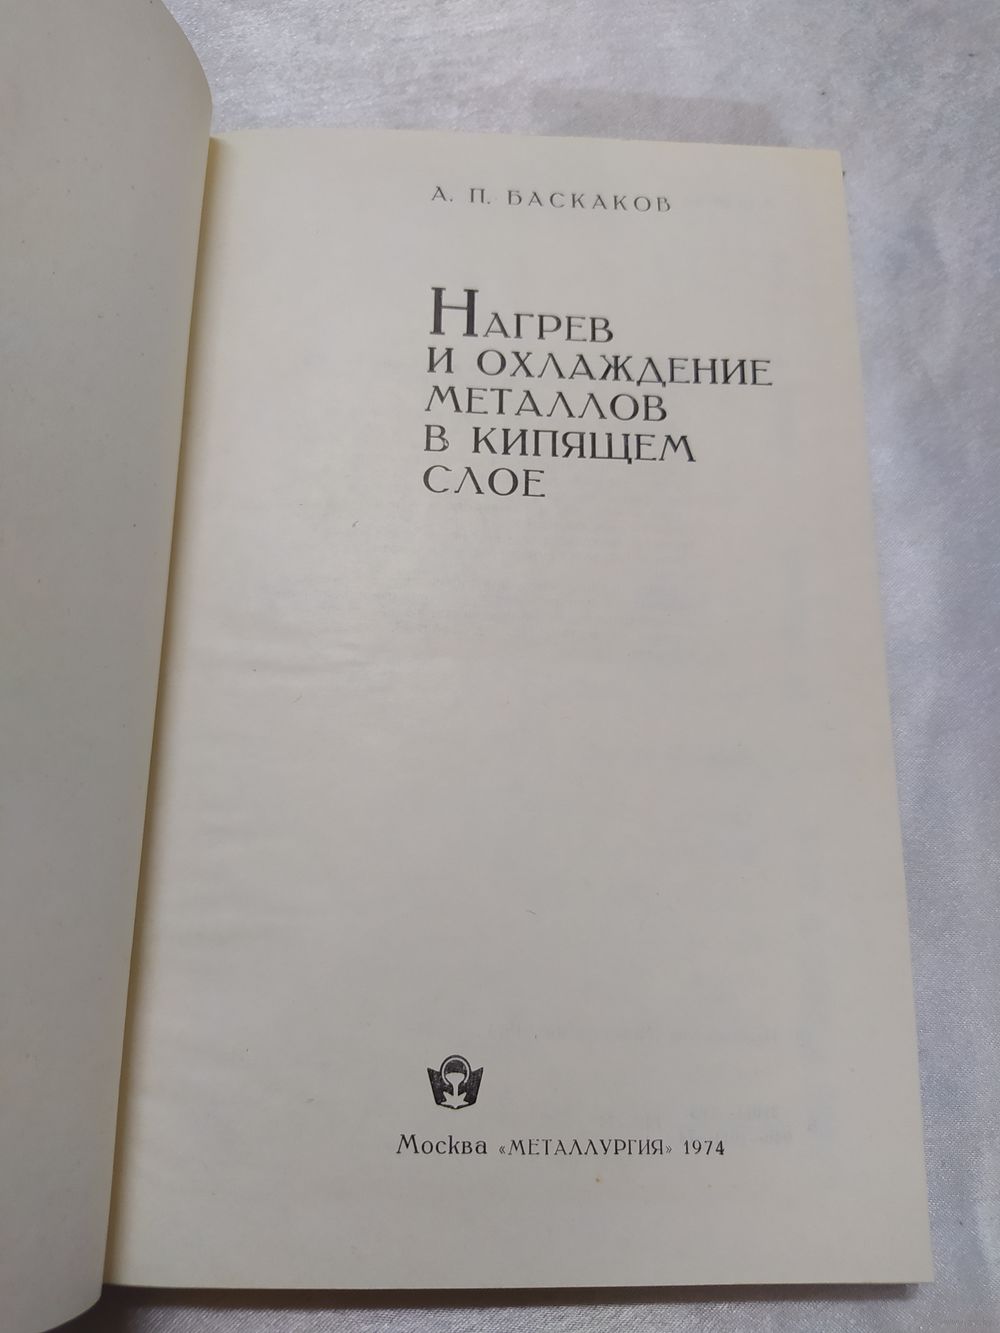 А. П. БАСКАКОВ
НАГРЕВ
И ОХЛАЖДЕНИЕ
МЕТАЛЛОВ
В КИПЯЩЕМ
СЛОЕ
Москва «МЕТАЛЛУРГИЯ» 1974